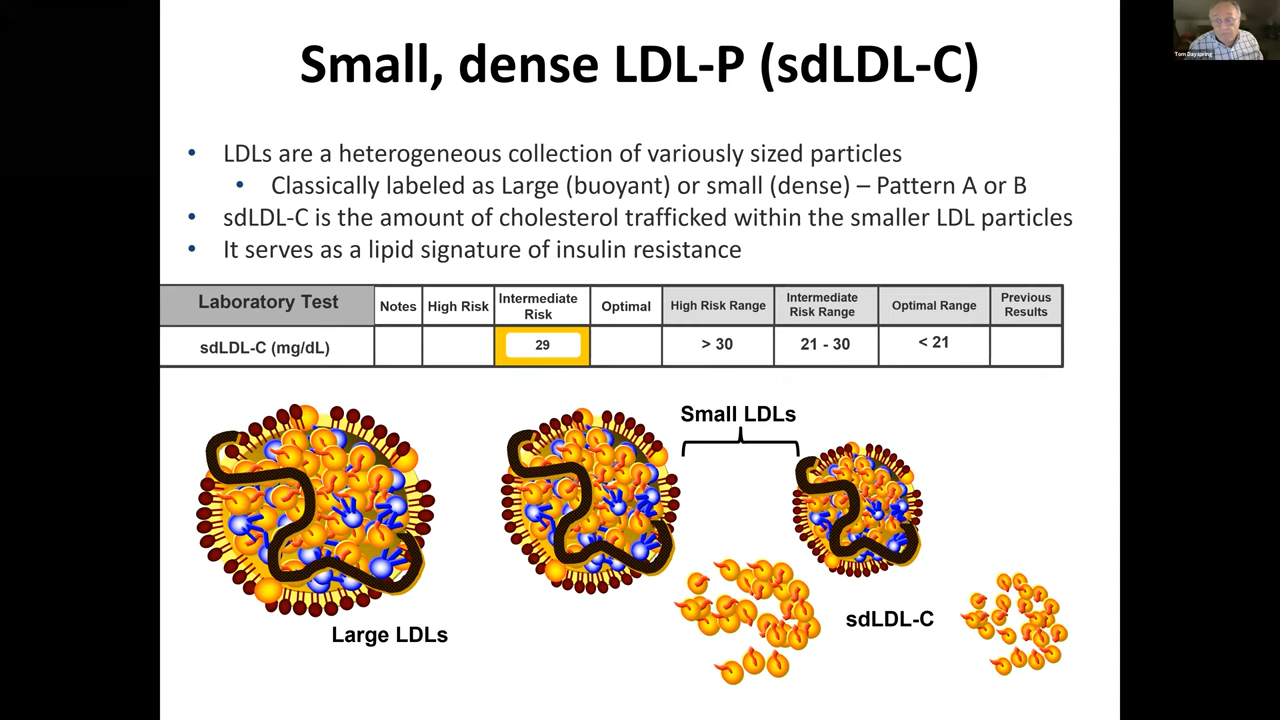 Small, dense LDL-P (sdLDL-C)
Tom Dayspring
• LDLs are a heterogeneous collection of variously sized particles
• Classically labeled as Large (buoyant) or small (dense) – Pattern A or B
• sdLDL-C is the amount of cholesterol trafficked within the smaller LDL particles
• It serves as a lipid signature of insulin resistance
Laboratory Test Notes High Risk Intermediate Risk Optimal High Risk Range Intermediate Risk Range Optimal Range Previous Results
sdLDL-C (mg/dL) 29 > 30 21 - 30 < 21
Small LDLs
sdLDL-C
Large LDLs